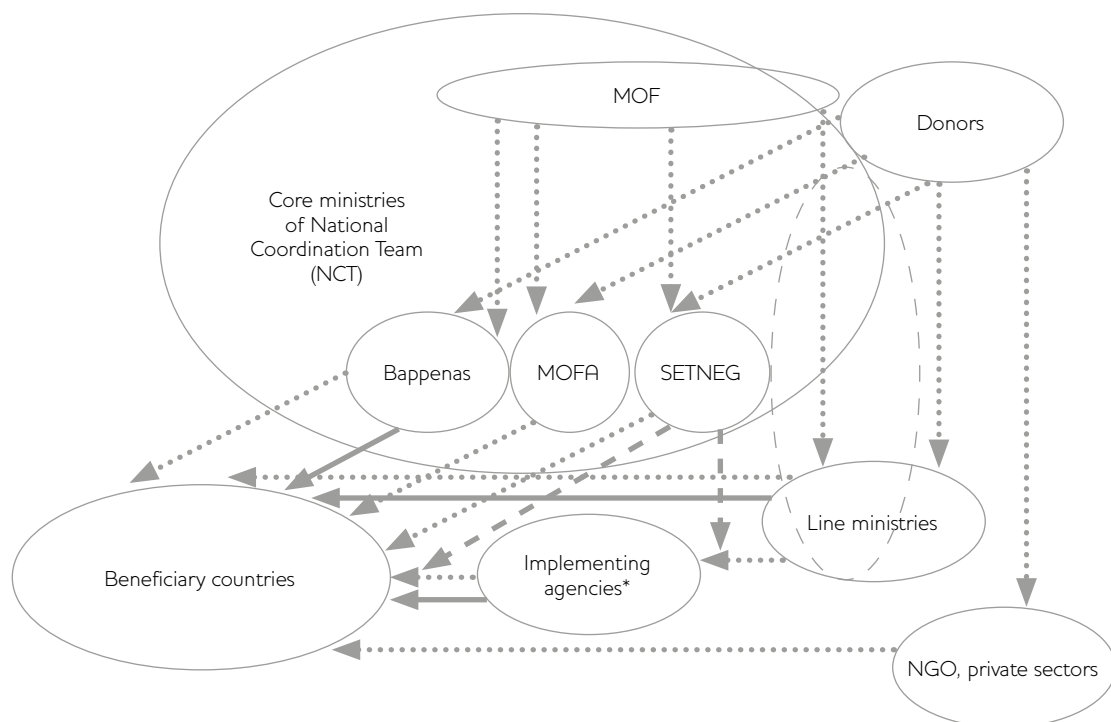 MOF
Donors
Core ministries
of National
Coordination Team
(NCT)
Bappenas
MOFA
SETNEG
Line ministries
Implementing
agencies*
Beneficiary countries
NGO, private sectors